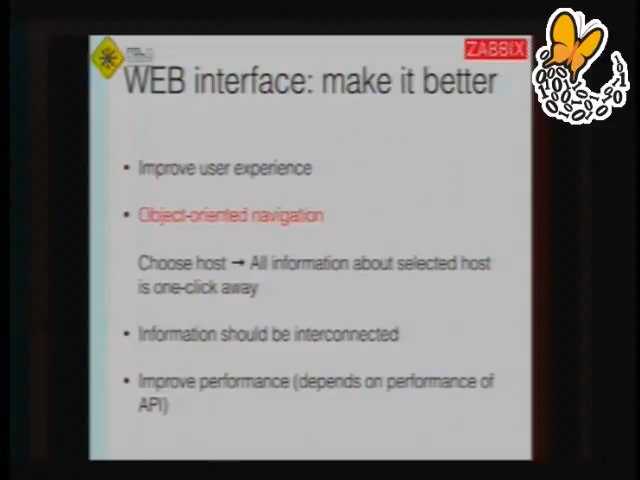 ZABBIX
WEB interface: make it better
• Improve user experience
• Object-oriented navigation
Choose host → All information about selected host
is one-click away
• Information should be interconnected
• Improve performance (depends on performance of
API)